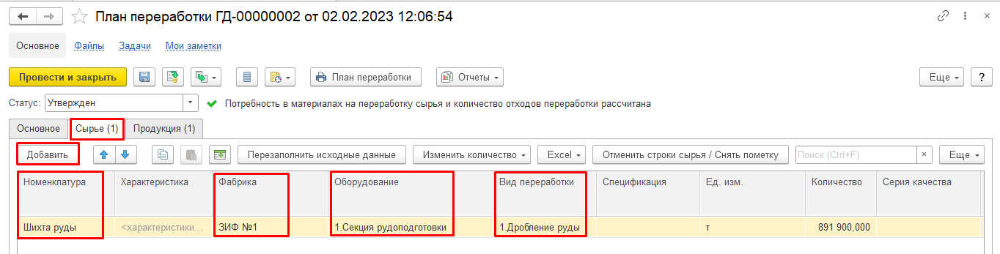 План переработки ГД-00000002 от 02.02.2023 12:06:54
Основное Файлы Задачи Мои заметки
Провести и закрыть План переработки Отчеты Еще ?
Статус: Утвержден Потребность в материалах на переработку сырья и количество отходов переработки рассчитана
Основное Сырье (1) Продукция (1)
Добавить Перезаполнить исходные данные Изменить количество Excel Отменить строки сырья / Снять пометку Поиск (Ctrl+F) × Еще
Номенклатура Характеристика Фабрика Оборудование Вид переработки Спецификация Ед. изм. Количество Серия качества
Шихта руды <характеристики... ЗИФ №1 1.Секция рудоподготовки 1.Дробление руды т 891 900,000